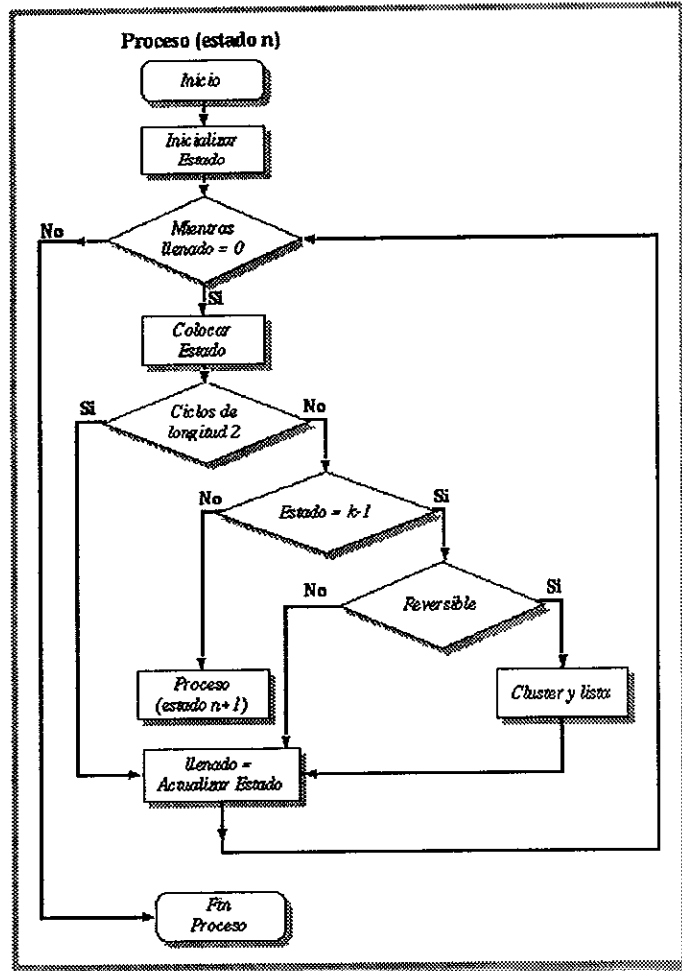 Proceso (estado n)
Inicio
Inicializar
Estado
No
Mientras
llenado = 0
Si
Colocar
Estado
Si
No
Ciclos de
longitud 2
No
Si
Estado = k-1
No
Si
Reversible
Proceso
(estado n+1)
Cluster y lista
llenado =
Actualizar Estado
Fin
Proceso